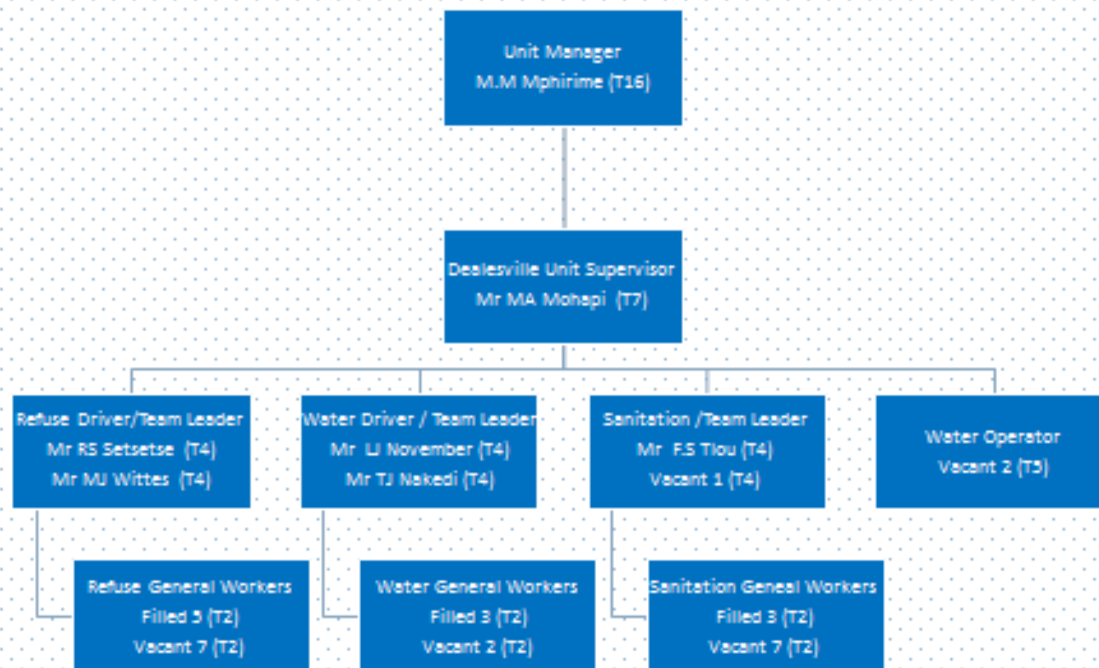 Unit Manager
M.M Mphirime (T16)
Dealesville Unit Supervisor
Mr MA Mohapi (T7)
Refuse Driver/Team Leader
Mr RS Setsetse (T4)
Mr MJ Wittes (T4)
Water Driver / Team Leader
Mr LJ November (T4)
Mr TJ Nakedi (T4)
Sanitation /Team Leader
Mr F.S Tlou (T4)
Vacant 1 (T4)
Water Operator
Vacant 2 (T5)
Refuse General Workers
Filled 5 (T2)
Vacant 7 (T2)
Water General Workers
Filled 3 (T2)
Vacant 2 (T2)
Sanitation Geneal Workers
Filled 3 (T2)
Vacant 7 (T2)